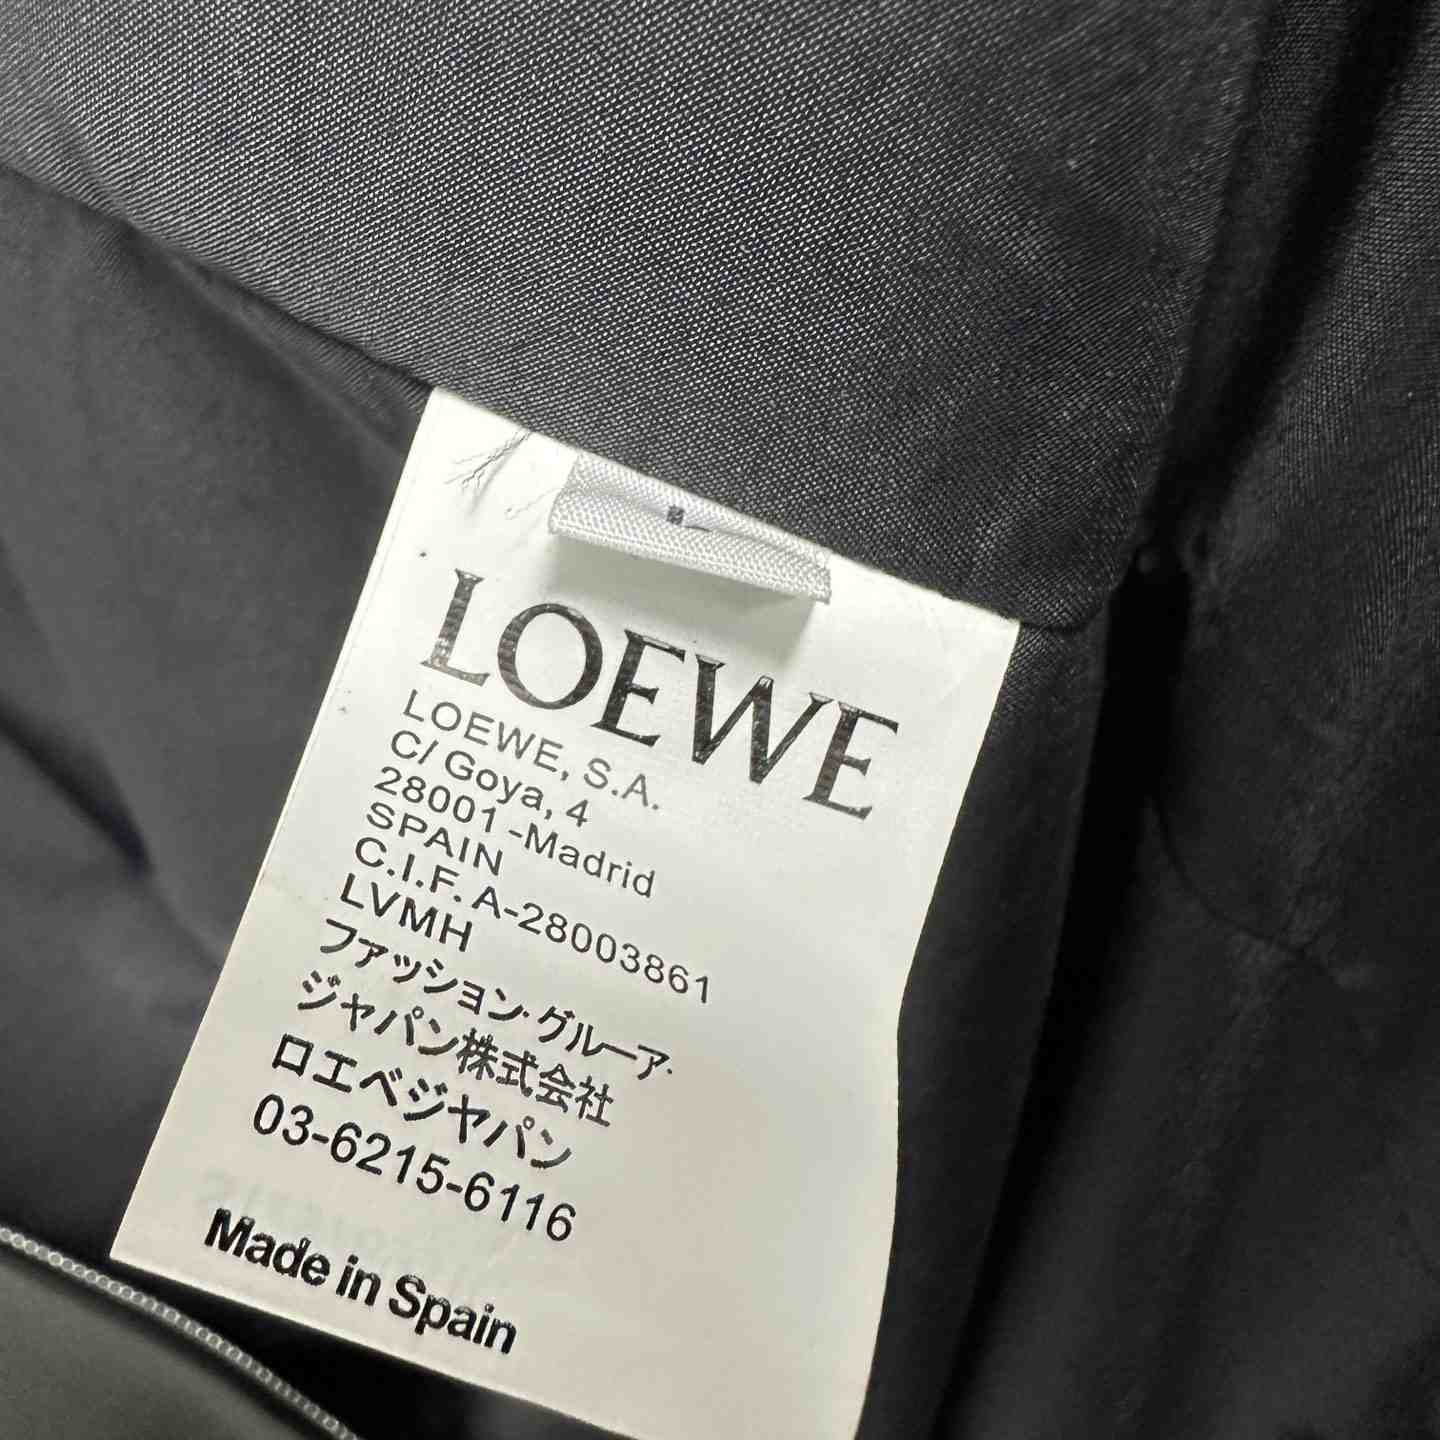 L
LOEWE
LOEWE, S.A.
C/ Goya, 4
28001 -Madrid
SPAIN
C.I.F. A-28003861
LVMH
ファッション・グループ・
ジャパン株式会社
ロエベジャパン
03-6215-6116
Made in Spain